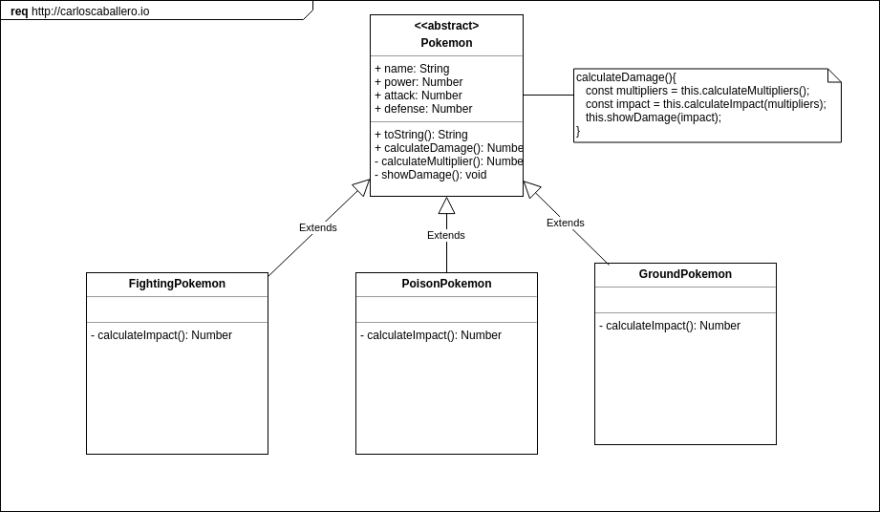 req http://carloscaballero.io
<<abstract>>
Pokemon
+ name: String
+ power: Number
+ attack: Number
+ defense: Number
+ toString(): String
+ calculateDamage(): Numbe
- calculateMultiplier(): Numbe
- showDamage(): void
calculateDamage(){
const multipliers = this.calculateMultipliers();
const impact = this.calculateImpact(multipliers);
this.showDamage(impact);
}
Extends
Extends
Extends
FightingPokemon
- calculateImpact(): Number
PoisonPokemon
- calculateImpact(): Number
GroundPokemon
- calculateImpact(): Number